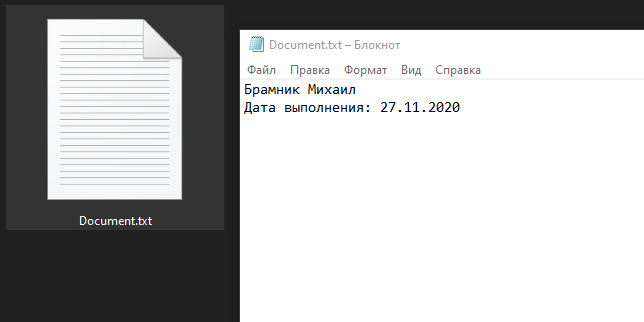 Document.txt – Блокнот
Файл Правка Формат Вид Справка
Брамник Михаил
Дата выполнения: 27.11.2020
Document.txt